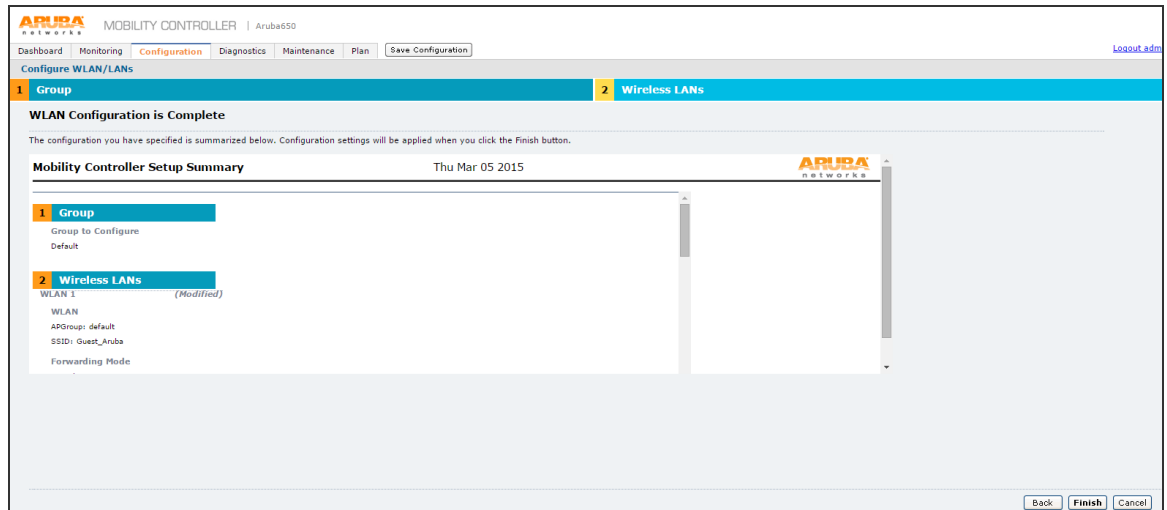 ARUBA networks MOBILITY CONTROLLER | Aruba650
Dashboard Monitoring Configuration Diagnostics Maintenance Plan Save Configuration Logout adm
Configure WLAN/LANs
1 Group 2 Wireless LANs
WLAN Configuration is Complete
The configuration you have specified is summarized below. Configuration settings will be applied when you click the Finish button.
Mobility Controller Setup Summary Thu Mar 05 2015 ARUBA networks
1 Group
Group to Configure
Default
2 Wireless LANs
WLAN 1 (Modified)
WLAN
APGroup: default
SSID: Guest_Aruba
Forwarding Mode
Back Finish Cancel